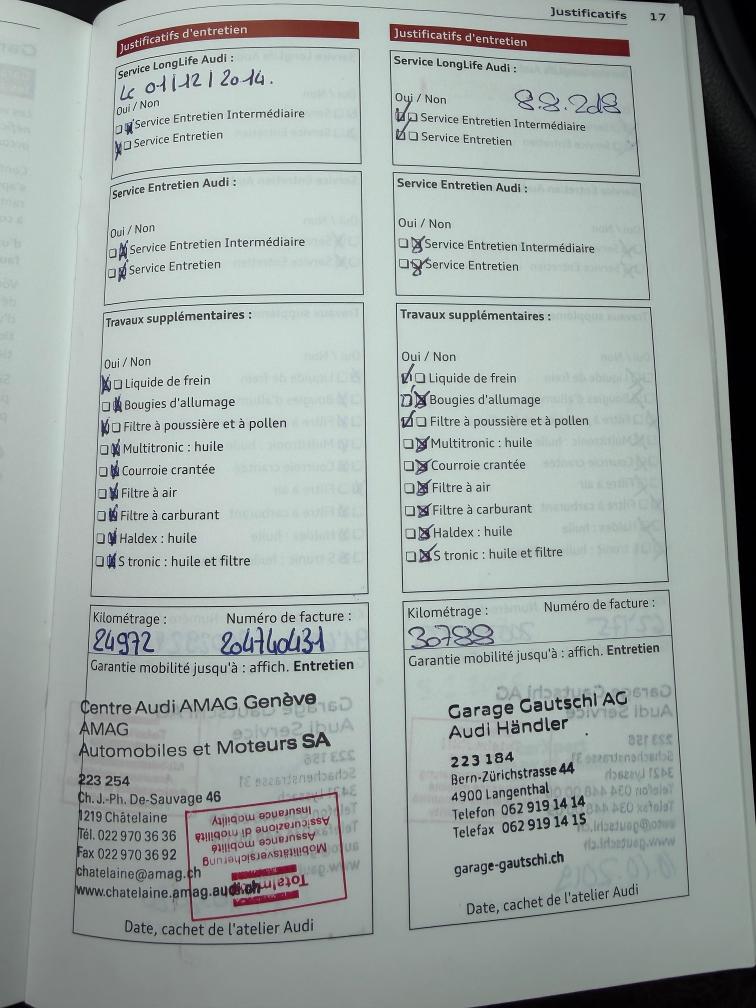 Justificatifs 17
Justificatifs d'entretien
Service LongLife Audi :
Le 01/12/2014.
Oui / Non
Service Entretien Intermédiaire
Service Entretien
Service Entretien Audi :
Oui / Non
Service Entretien Intermédiaire
Service Entretien
Travaux supplémentaires :
Oui / Non
Liquide de frein
Bougies d'allumage
Filtre à poussière et à pollen
Multitronic : huile
Courroie crantée
Filtre à air
Filtre à carburant
Haldex : huile
S tronic : huile et filtre
Kilométrage : Numéro de facture :
24972 204740431
Garantie mobilité jusqu'à : affich. Entretien
Centre Audi AMAG Genève
AMAG
Automobiles et Moteurs SA
223 254
Ch. J.-Ph. De-Sauvage 46
1219 Châtelaine
Tél. 022 970 36 36
Fax 022 970 36 92
chatelaine@amag.ch
www.chatelaine.amag.audi.ch
Totalmobil
Mobilitätsversicherung
Assurance mobilité
Assicurazione di mobilità
Insurance mobility
Date, cachet de l'atelier Audi
Justificatifs d'entretien
Service LongLife Audi :
Oui / Non 8.8.2018
Service Entretien Intermédiaire
Service Entretien
Service Entretien Audi :
Oui / Non
Service Entretien Intermédiaire
Service Entretien
Travaux supplémentaires :
Oui / Non
Liquide de frein
Bougies d'allumage
Filtre à poussière et à pollen
Multitronic : huile
Courroie crantée
Filtre à air
Filtre à carburant
Haldex : huile
S tronic : huile et filtre
Kilométrage : Numéro de facture :
30788
Garantie mobilité jusqu'à : affich. Entretien
Garage Gautschi AG
Audi Händler
223 184
Bern-Zürichstrasse 44
4900 Langenthal
Telefon 062 919 14 14
Telefax 062 919 14 15
garage-gautschi.ch
Date, cachet de l'atelier Audi